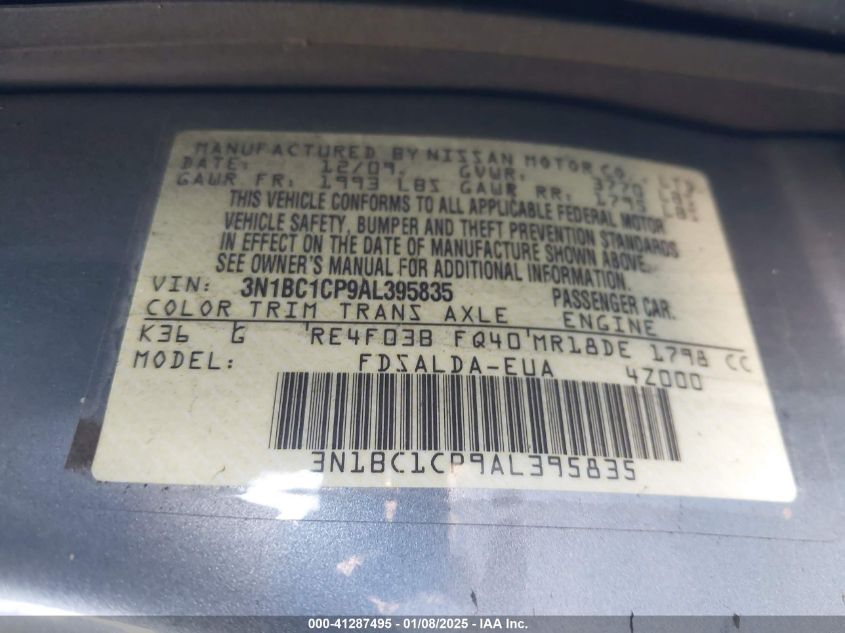 MANUFACTURED BY NISSAN MOTOR CO., LTD.
DATE: 12/09 GVWR: 3770 LBS
GAWR FR: 1993 LBS GAWR RR: 1798 LBS
THIS VEHICLE CONFORMS TO ALL APPLICABLE FEDERAL MOTOR
VEHICLE SAFETY, BUMPER AND THEFT PREVENTION STANDARDS
IN EFFECT ON THE DATE OF MANUFACTURE SHOWN ABOVE.
SEE OWNER'S MANUAL FOR ADDITIONAL INFORMATION.
VIN: 3N1BC1CP9AL395835 PASSENGER CAR.
COLOR TRIM TRANS AXLE ENGINE
K36 G RE4F03B FQ40 MR18DE 1798 CC
MODEL: FDSALDA-EUA 4Z000
3N1BC1CP9AL395835
000-41287495 - 01/08/2025 - IAA Inc.